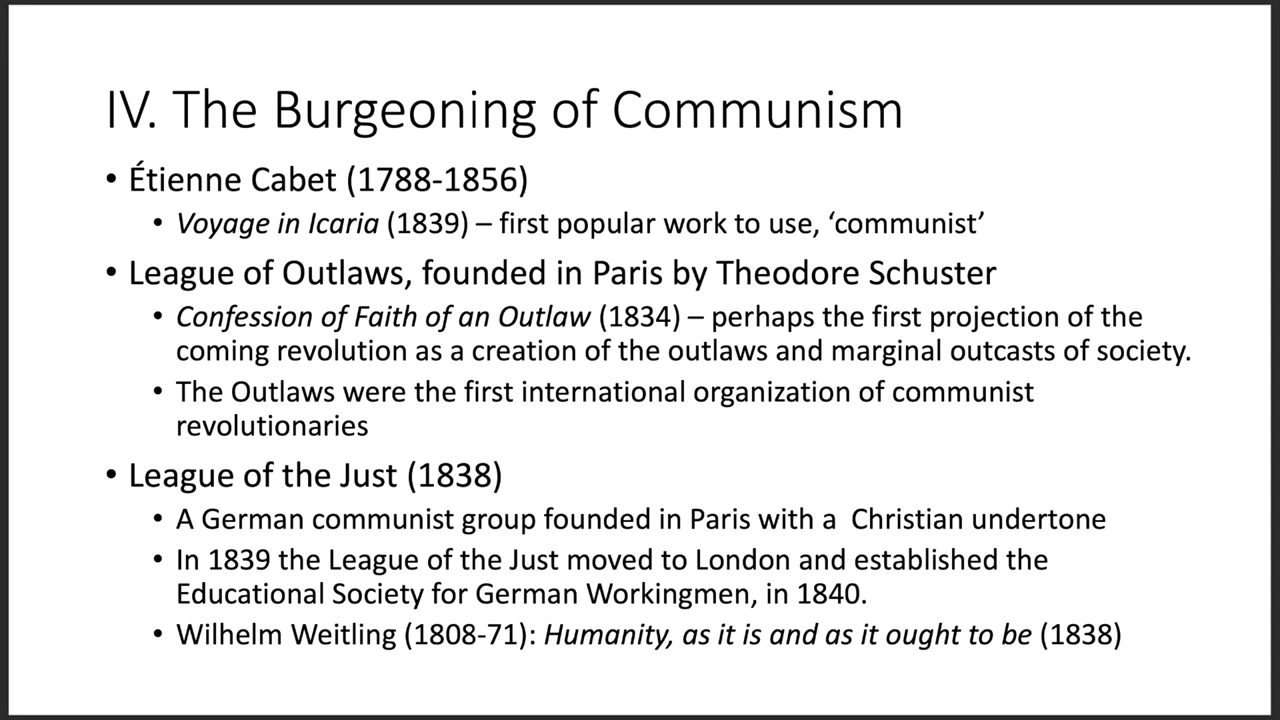 IV. The Burgeoning of Communism
• Étienne Cabet (1788-1856)
• Voyage in Icaria (1839) – first popular work to use, ‘communist’
• League of Outlaws, founded in Paris by Theodore Schuster
• Confession of Faith of an Outlaw (1834) – perhaps the first projection of the
coming revolution as a creation of the outlaws and marginal outcasts of society.
• The Outlaws were the first international organization of communist
revolutionaries
• League of the Just (1838)
• A German communist group founded in Paris with a  Christian undertone
• In 1839 the League of the Just moved to London and established the
Educational Society for German Workingmen, in 1840.
• Wilhelm Weitling (1808-71): Humanity, as it is and as it ought to be (1838)